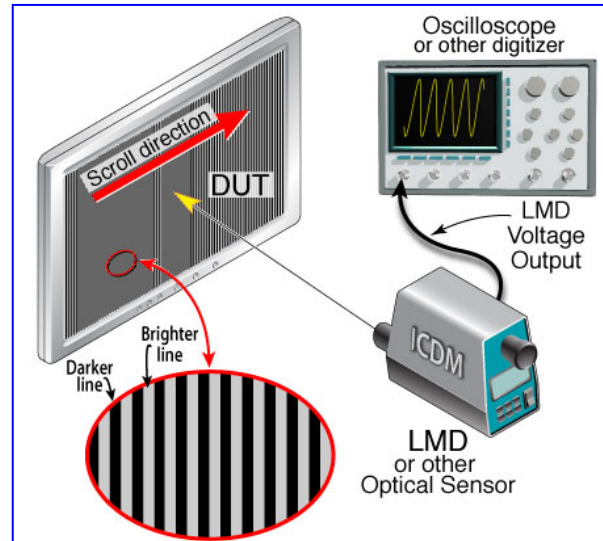 Oscilloscope
or other digitizer
Scroll direction
DUT
LMD
Voltage
Output
Brighter
line
Darker
line
ICDM
LMD
or other
Optical Sensor